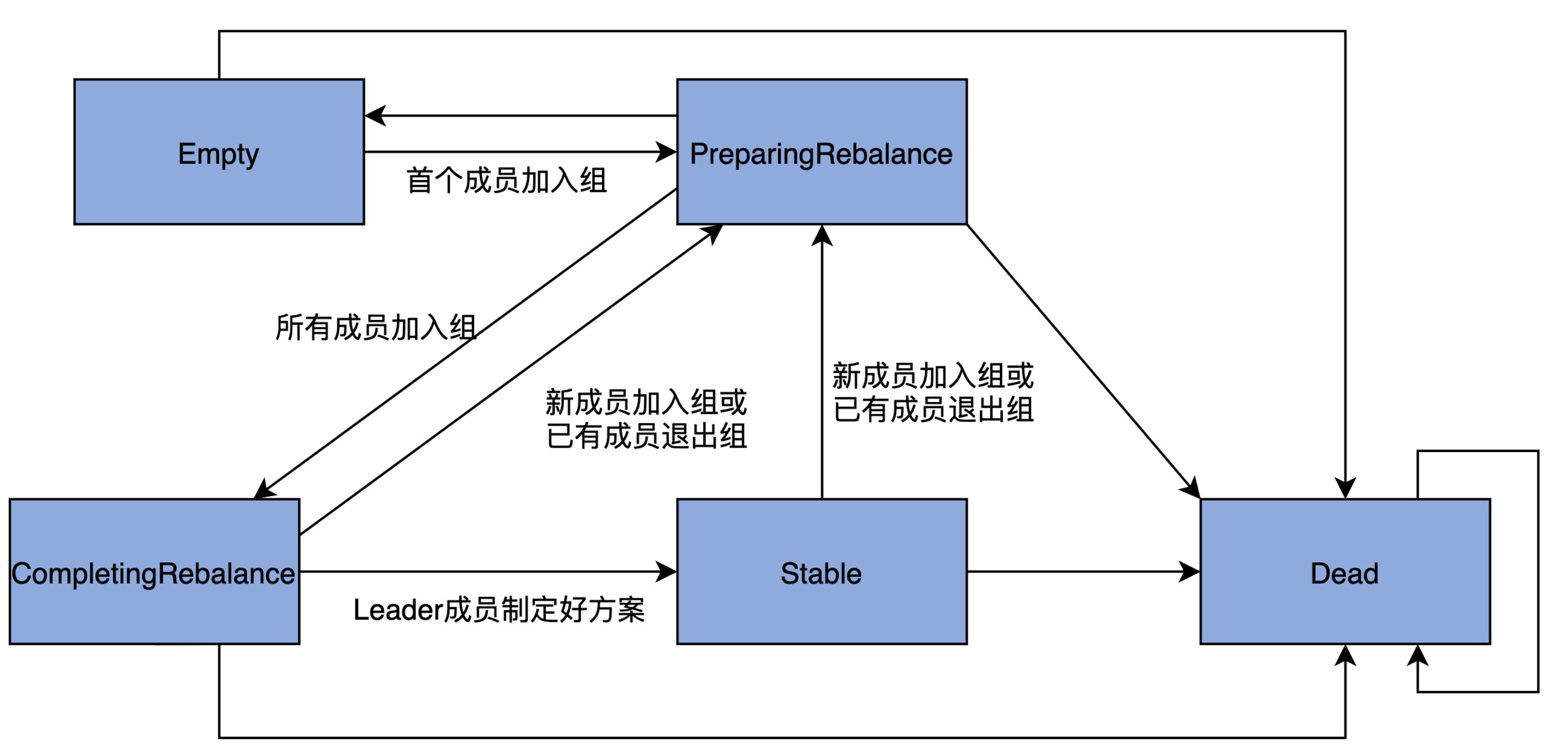 Empty
PreparingRebalance
首个成员加入组
所有成员加入组
新成员加入组或
已有成员退出组
新成员加入组或
已有成员退出组
CompletingRebalance
Stable
Dead
Leader成员制定好方案